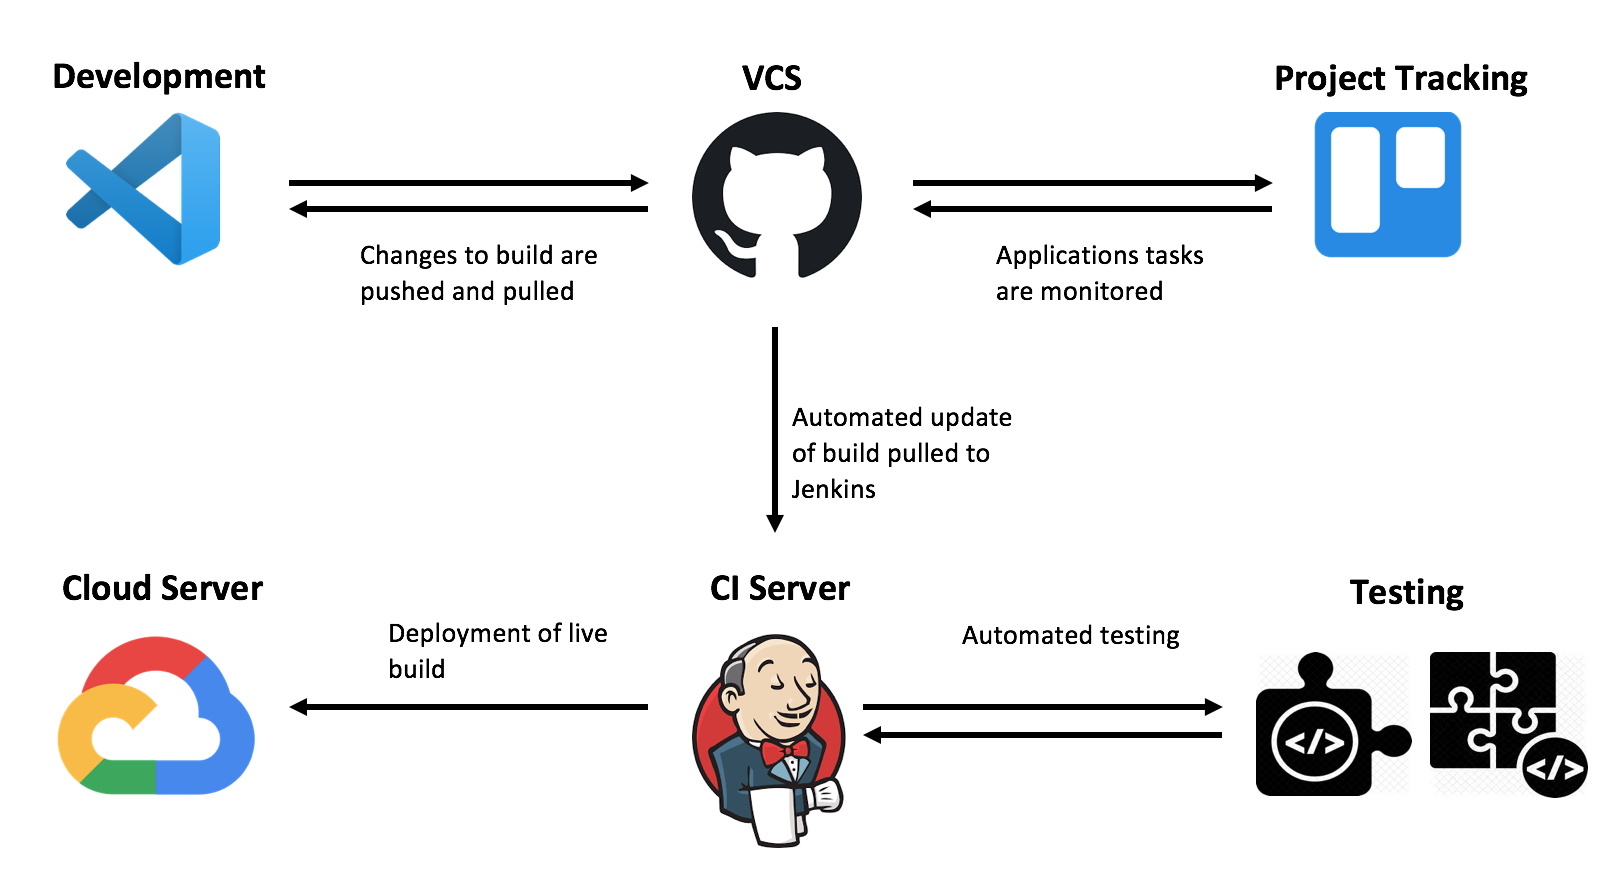 Development
VCS
Project Tracking
Changes to build are
pushed and pulled
Applications tasks
are monitored
Automated update
of build pulled to
Jenkins
Cloud Server
CI Server
Testing
Deployment of live
build
Automated testing
</>
</>